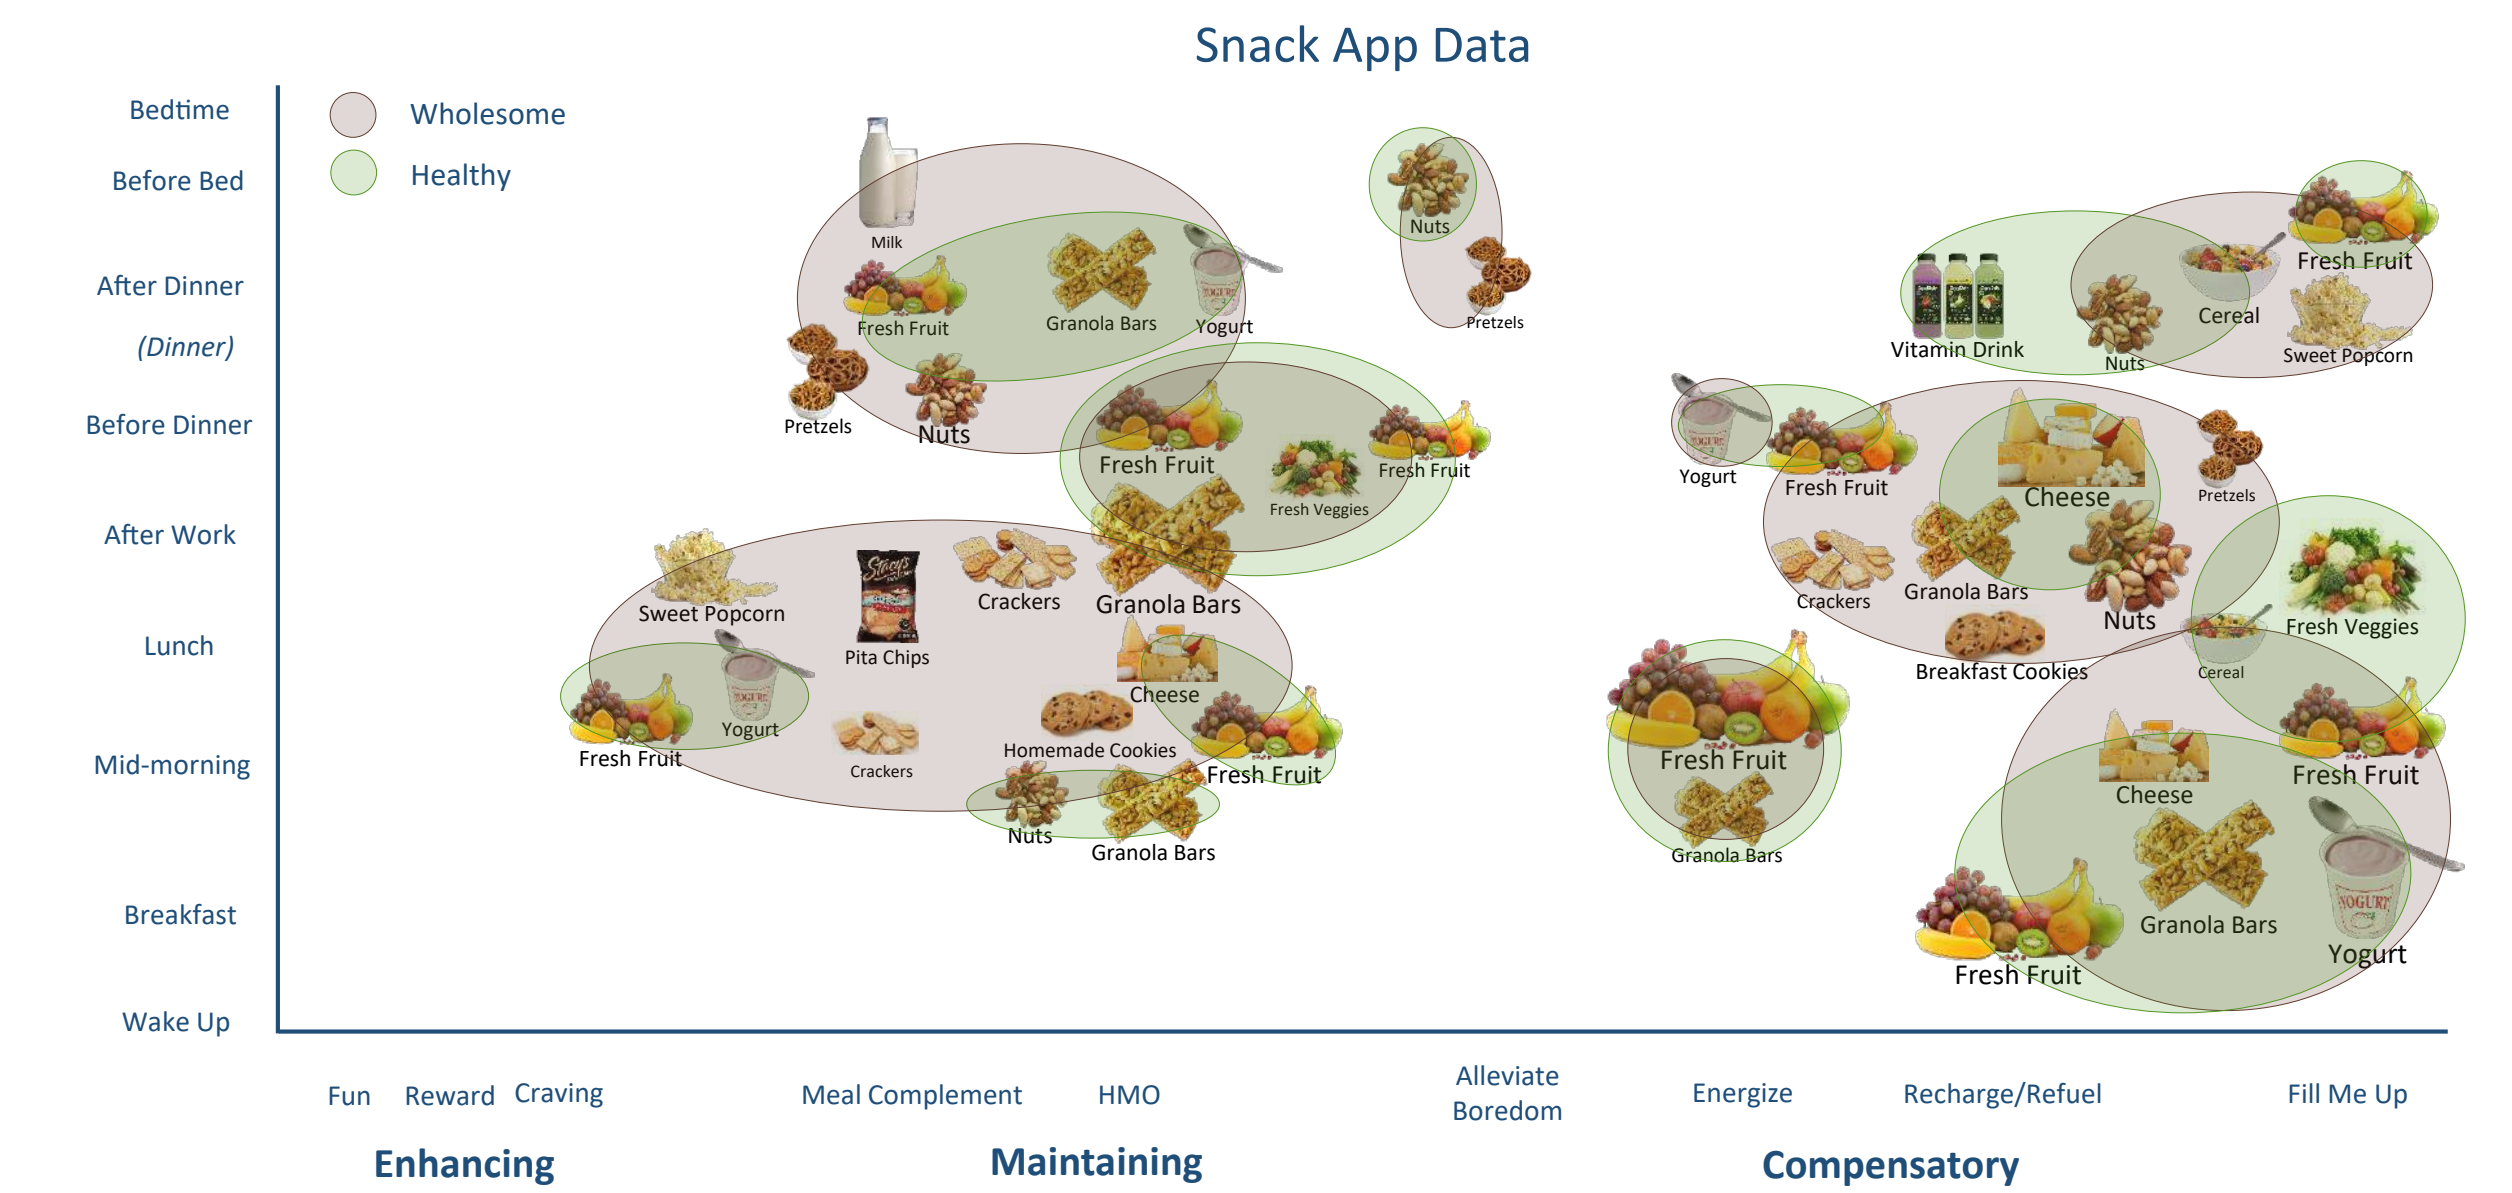 Snack App Data
Bedtime
Before Bed
After Dinner
(Dinner)
Before Dinner
After Work
Lunch
Mid-morning
Breakfast
Wake Up
Wholesome
Healthy
Milk
Fresh Fruit
Granola Bars
Yogurt
YOGURT
Pretzels
Nuts
Nuts
Pretzels
Fresh Fruit
Fresh Veggies
Fresh Fruit
Sweet Popcorn
Stacy's
Pita Chips
Crackers
Granola Bars
Cheese
Fresh Fruit
YOGURT
Yogurt
Crackers
Homemade Cookies
Fresh Fruit
Nuts
Granola Bars
Fresh Fruit
Vitamin Drink
Nuts
Cereal
Sweet Popcorn
YOGURT
Yogurt
Fresh Fruit
Cheese
Pretzels
Crackers
Granola Bars
Nuts
Breakfast Cookies
Fresh Veggies
Cereal
Fresh Fruit
Granola Bars
Cheese
Fresh Fruit
Granola Bars
YOGURT
Yogurt
Fresh Fruit
Fun
Reward
Craving
Meal Complement
HMO
Alleviate
Boredom
Energize
Recharge/Refuel
Fill Me Up
Enhancing
Maintaining
Compensatory